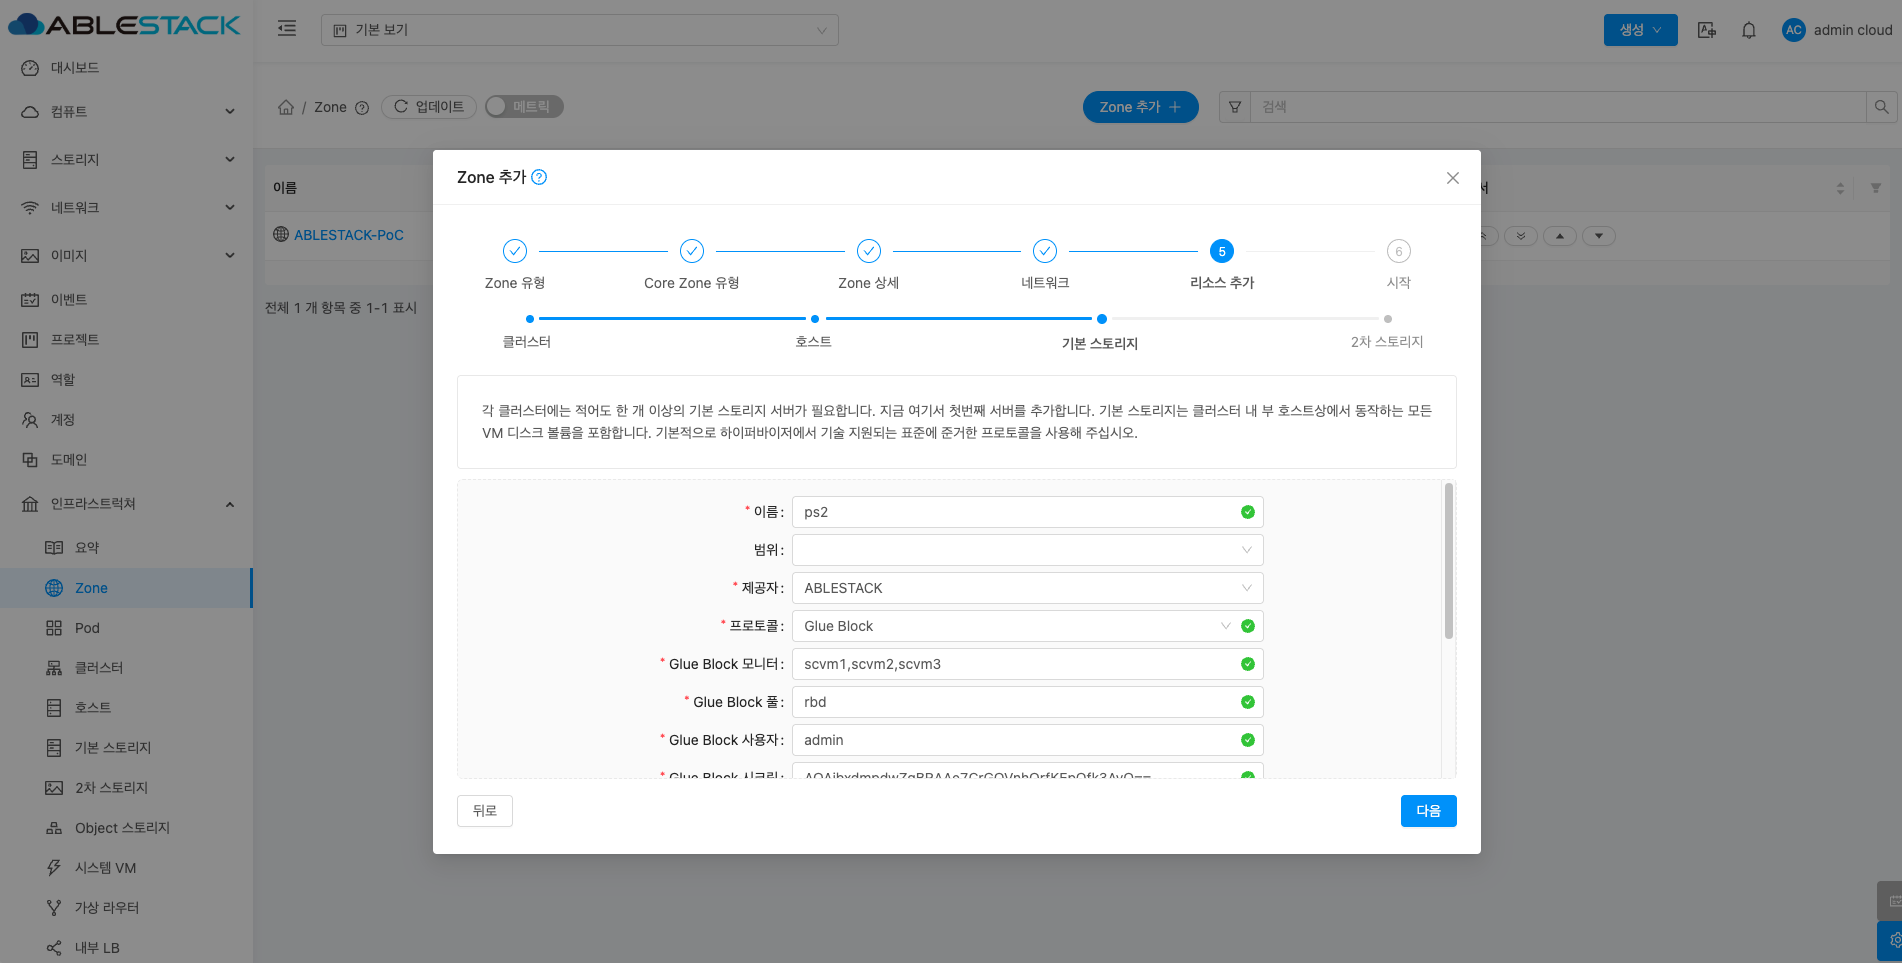 ABLESTACK
기본 보기
생성
AC admin cloud
대시보드
컴퓨트
스토리지
네트워크
이미지
이벤트
프로젝트
역할
계정
도메인
인프라스트럭쳐
요약
Zone
Pod
클러스터
호스트
기본 스토리지
2차 스토리지
Object 스토리지
시스템 VM
가상 라우터
내부 LB
/ Zone 업데이트 메트릭
Zone 추가
검색
이름
서
ABLESTACK-PoC
전체 1 개 항목 중 1-1 표시
Zone 추가
5 6
Zone 유형 Core Zone 유형 Zone 상세 네트워크 리소스 추가 시작
클러스터 호스트 기본 스토리지 2차 스토리지
각 클러스터에는 적어도 한 개 이상의 기본 스토리지 서버가 필요합니다. 지금 여기서 첫번째 서버를 추가합니다. 기본 스토리지는 클러스터 내 부 호스트상에서 동작하는 모든
VM 디스크 볼륨을 포함합니다. 기본적으로 하이퍼바이저에서 기술 지원되는 표준에 준거한 프로토콜을 사용해 주십시오.
* 이름: ps2
범위:
* 제공자: ABLESTACK
* 프로토콜: Glue Block
* Glue Block 모니터: scvm1,scvm2,scvm3
* Glue Block 풀: rbd
* Glue Block 사용자: admin
* Glue Block 시크릿:
뒤로
다음